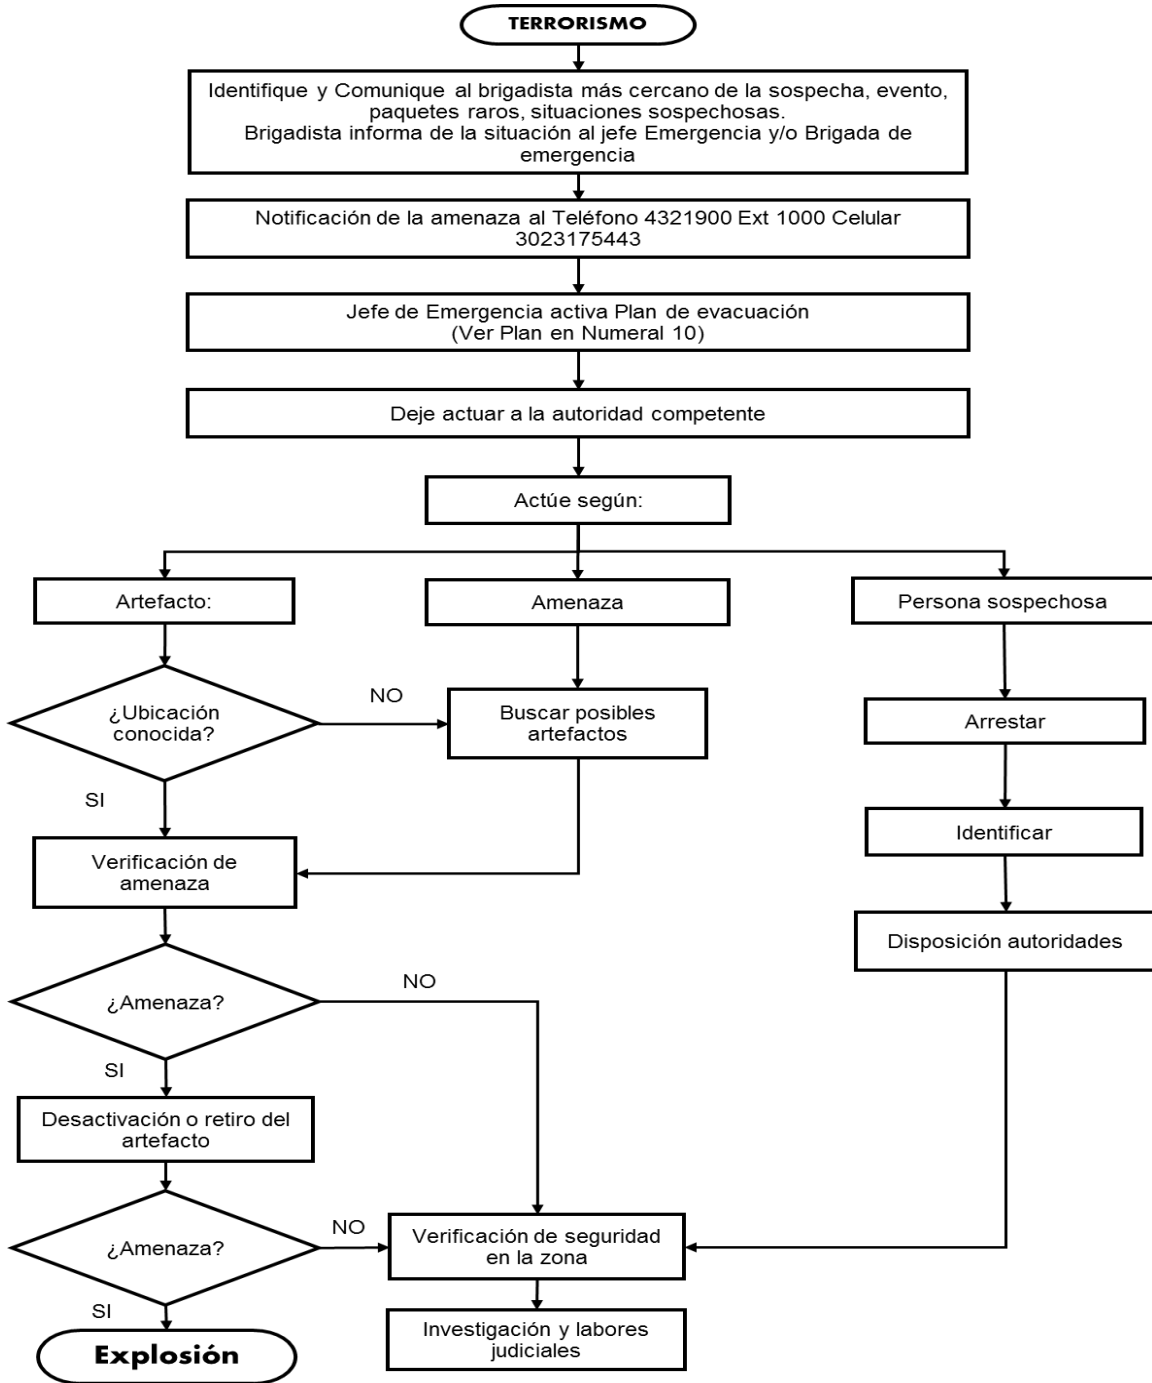 TERRORISMO
Identifique y Comunique al brigadista más cercano de la sospecha, evento,
paquetes raros, situaciones sospechosas.
Brigadista informa de la situación al jefe Emergencia y/o Brigada de
emergencia
Notificación de la amenaza al Teléfono 4321900 Ext 1000 Celular
3023175443
Jefe de Emergencia activa Plan de evacuación
(Ver Plan en Numeral 10)
Deje actuar a la autoridad competente
Actúe según:
Artefacto:
Amenaza
Persona sospechosa
¿Ubicación
conocida?
NO
Buscar posibles
artefactos
Arrestar
SI
Verificación de
amenaza
Identificar
Disposición autoridades
¿Amenaza?
NO
SI
Desactivación o retiro del
artefacto
¿Amenaza?
NO
Verificación de seguridad
en la zona
SI
Explosión
Investigación y labores
judiciales